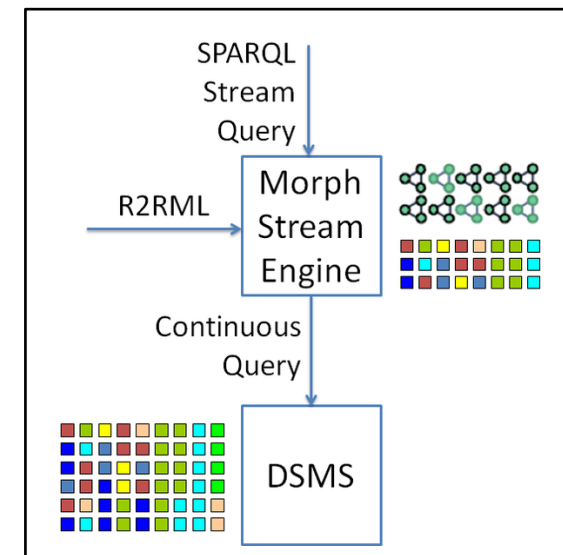 SPARQL
Stream
Query
R2RML
Morph
Stream
Engine
Continuous
Query
DSMS